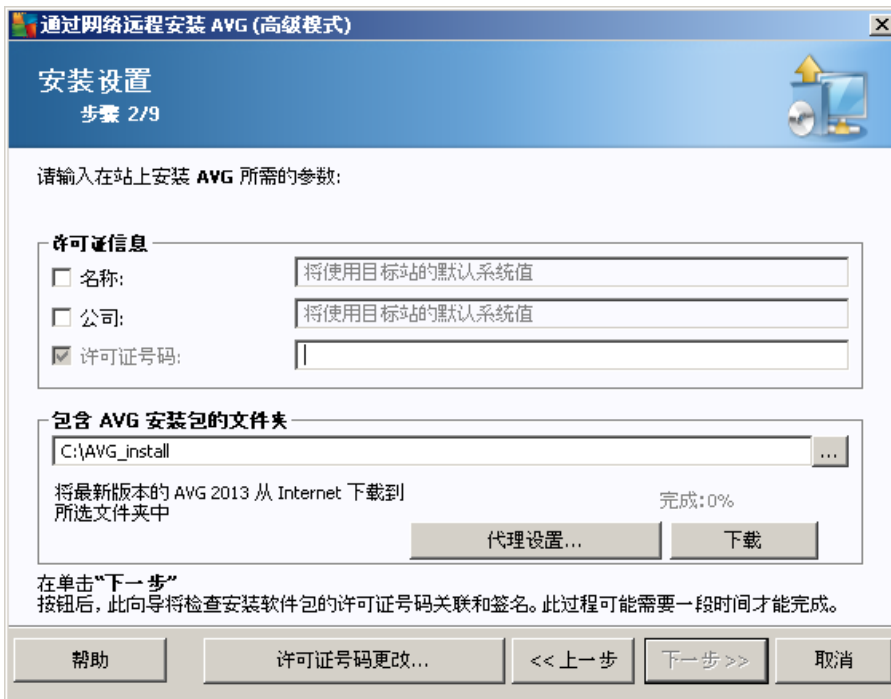 通过网络远程安装 AVG (高级模式)
安装设置
步骤 2/9
请输入在站上安装 AVG 所需的参数:
许可证信息
名称:
将使用目标站的默认系统值
公司:
将使用目标站的默认系统值
许可证号码:
包含 AVG 安装包的文件夹
C:\AVG_install
...
将最新版本的 AVG 2013 从 Internet 下载到
所选文件夹中
完成:0%
代理设置...
下载
在单击“下一步”
按钮后，此向导将检查安装软件包的许可证号码关联和签名。此过程可能需要一段时间才能完成。
帮助
许可证号码更改...
<< 上一步
下一步 >>
取消